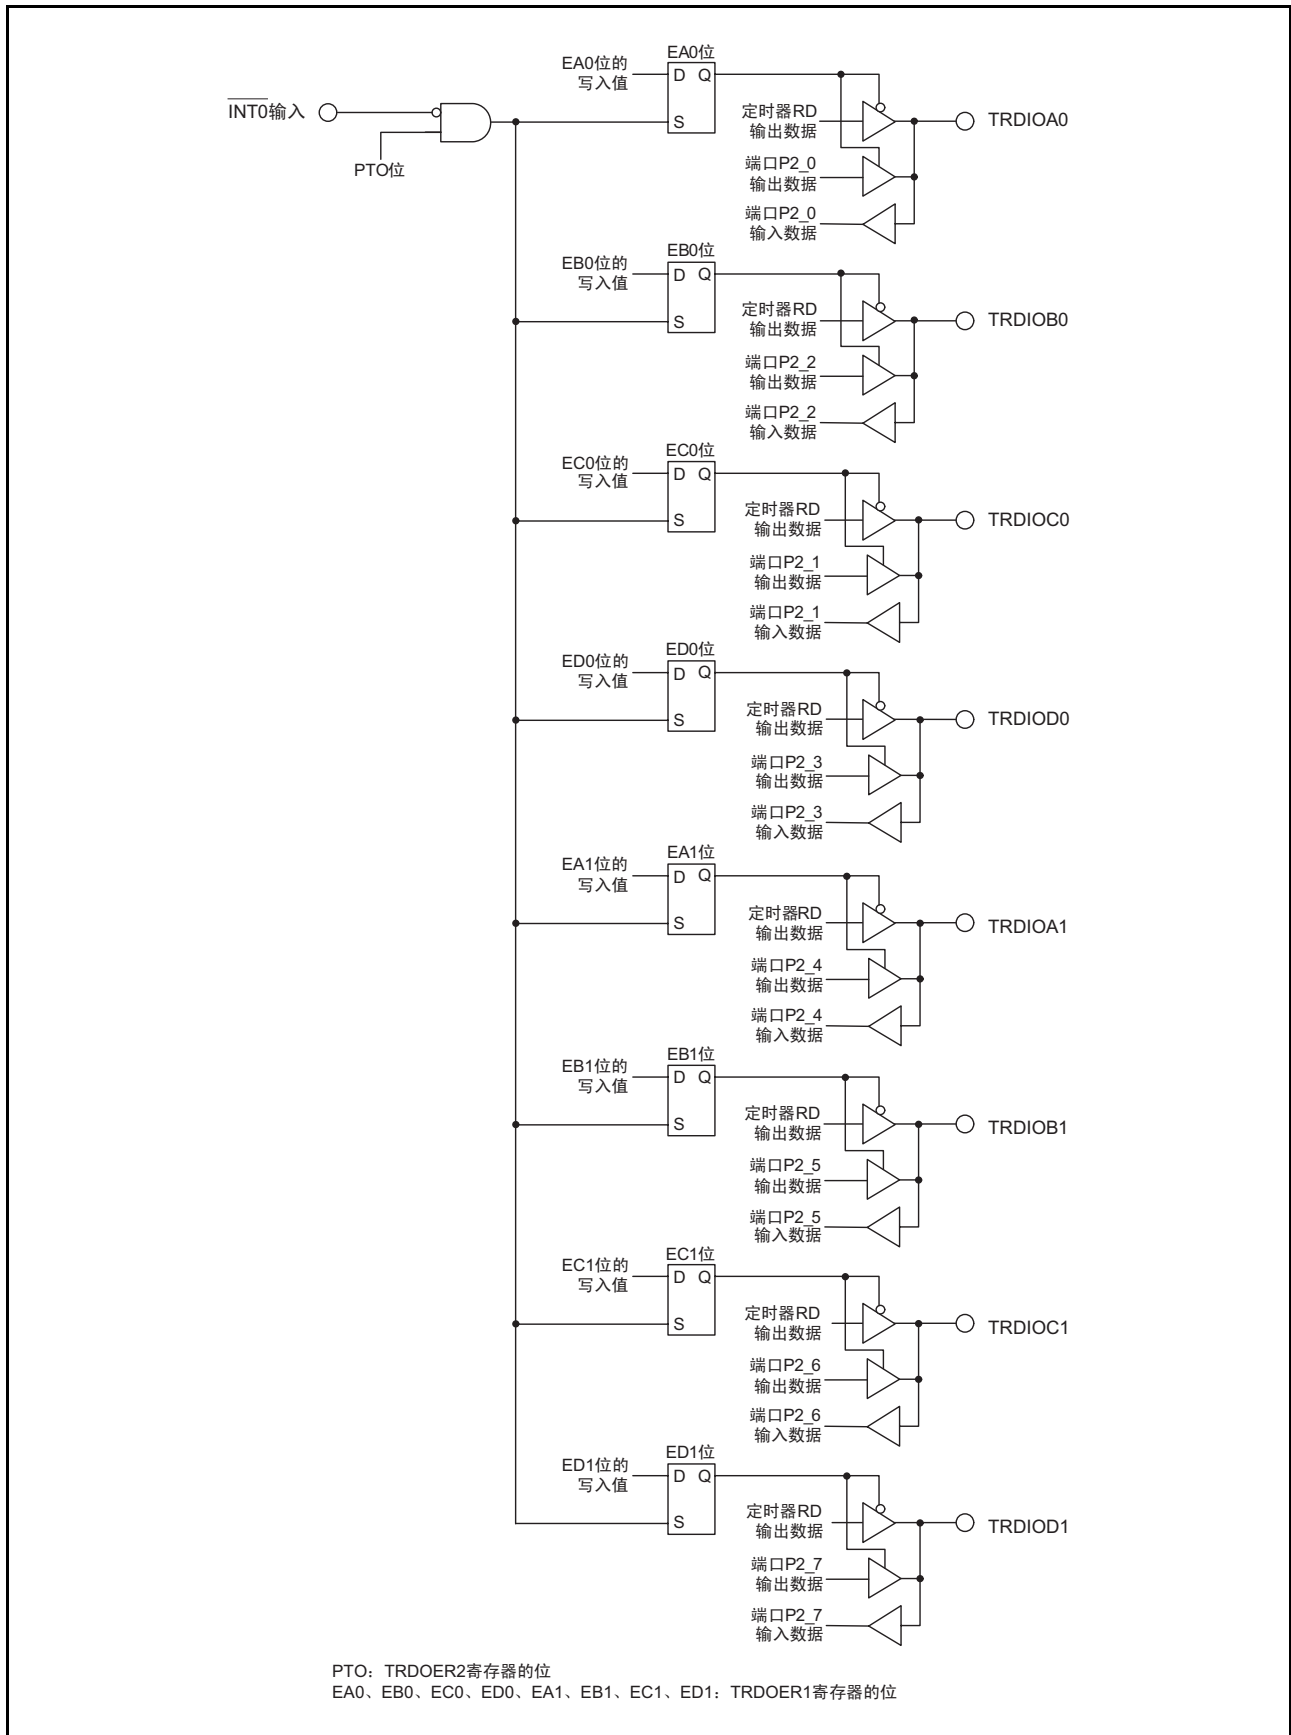 EA0位
EA0位的
写入值
D Q
S
INT0输入
PTO位
定时器RD
输出数据
TRDIOA0
端口P2_0
输出数据
端口P2_0
输入数据
EB0位
EB0位的
写入值
D Q
S
定时器RD
输出数据
TRDIOB0
端口P2_2
输出数据
端口P2_2
输入数据
EC0位
EC0位的
写入值
D Q
S
定时器RD
输出数据
TRDIOC0
端口P2_1
输出数据
端口P2_1
输入数据
ED0位
ED0位的
写入值
D Q
S
定时器RD
输出数据
TRDIOD0
端口P2_3
输出数据
端口P2_3
输入数据
EA1位
EA1位的
写入值
D Q
S
定时器RD
输出数据
TRDIOA1
端口P2_4
输出数据
端口P2_4
输入数据
EB1位
EB1位的
写入值
D Q
S
定时器RD
输出数据
TRDIOB1
端口P2_5
输出数据
端口P2_5
输入数据
EC1位
EC1位的
写入值
D Q
S
定时器RD
输出数据
TRDIOC1
端口P2_6
输出数据
端口P2_6
输入数据
ED1位
ED1位的
写入值
D Q
S
定时器RD
输出数据
TRDIOD1
端口P2_7
输出数据
端口P2_7
输入数据
PTO：TRDOER2寄存器的位
EA0、EB0、EC0、ED0、EA1、EB1、EC1、ED1：TRDOER1寄存器的位